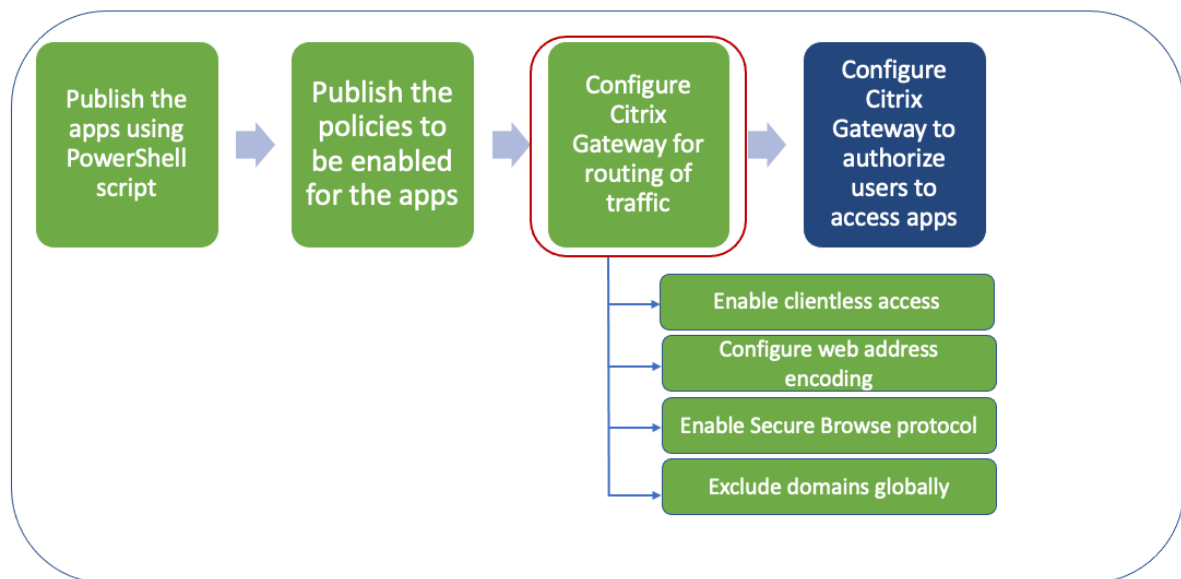 Publish the
apps using
PowerShell
script
Publish the
policies to
be enabled
for the apps
Configure
Citrix
Gateway for
routing of
traffic
Configure
Citrix
Gateway to
authorize
users to
access apps
Enable clientless access
Configure web address
encoding
Enable Secure Browse protocol
Exclude domains globally